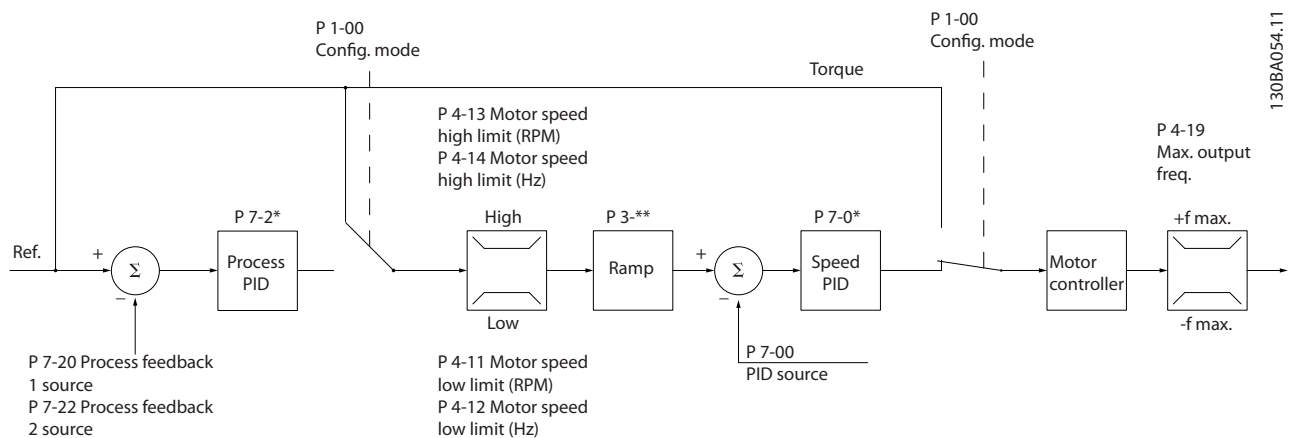 P 1-00
Config. mode
P 1-00
Config. mode
130BA054.11
Torque
P 4-13 Motor speed
high limit (RPM)
P 4-14 Motor speed
high limit (Hz)
P 4-19
Max. output
freq.
Ref.
+
Σ
_
P 7-2*
Process
PID
High
Low
P 3-**
Ramp
+
Σ
_
P 7-0*
Speed
PID
Motor
controller
+f max.
-f max.
P 7-20 Process feedback
1 source
P 7-22 Process feedback
2 source
P 4-11 Motor speed
low limit (RPM)
P 4-12 Motor speed
low limit (Hz)
P 7-00
PID source